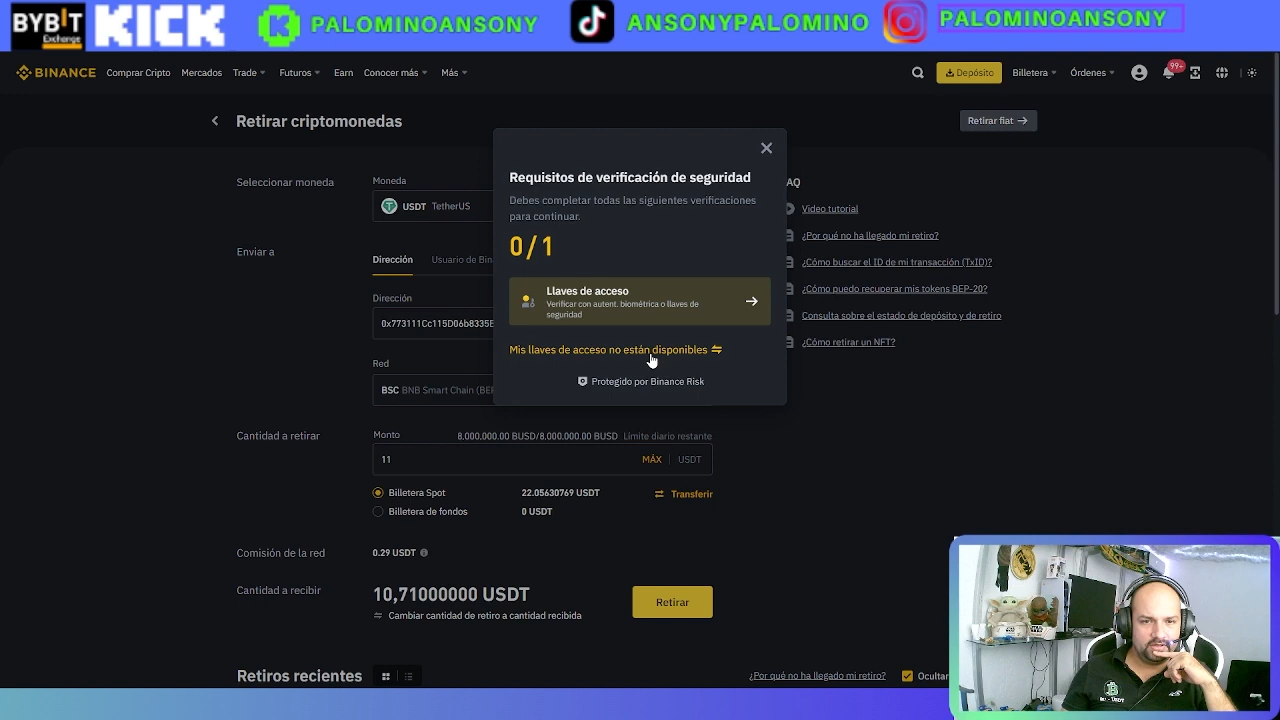 BYBIT
Exchange
KICK
PALOMINOANSONY
ANSONYPALOMINO
PALOMINOANSONY
BINANCE
Comprar Cripto
Mercados
Trade
Futuros
Earn
Conocer más
Más
Depósito
Billetera
Órdenes
99+
Retirar criptomonedas
Retirar fiat
Seleccionar moneda
Moneda
USDT TetherUS
Enviar a
Dirección
Usuario de Bin
Dirección
0x773111Cc115D06b8335E
Red
BSC BNB Smart Chain (BEP
Requisitos de verificación de seguridad
Debes completar todas las siguientes verificaciones
para continuar.
0/1
Llaves de acceso
Verificar con autent. biométrica o llaves de
seguridad
Mis llaves de acceso no están disponibles
Protegido por Binance Risk
AQ
Video tutorial
¿Por qué no ha llegado mi retiro?
¿Cómo buscar el ID de mi transacción (TxID)?
¿Cómo puedo recuperar mis tokens BEP-20?
Consulta sobre el estado de depósito y de retiro
¿Cómo retirar un NFT?
Cantidad a retirar
Monto
8.000.000.00 BUSD/8.000.000.00 BUSD Límite diario restante
11
MÁX
USDT
Billetera Spot
22.05630769 USDT
Transferir
Billetera de fondos
0 USDT
Comisión de la red
0.29 USDT
Cantidad a recibir
10,71000000 USDT
Cambiar cantidad de retiro a cantidad recibida
Retirar
Retiros recientes
¿Por qué no ha llegado mi retiro?
Ocultar